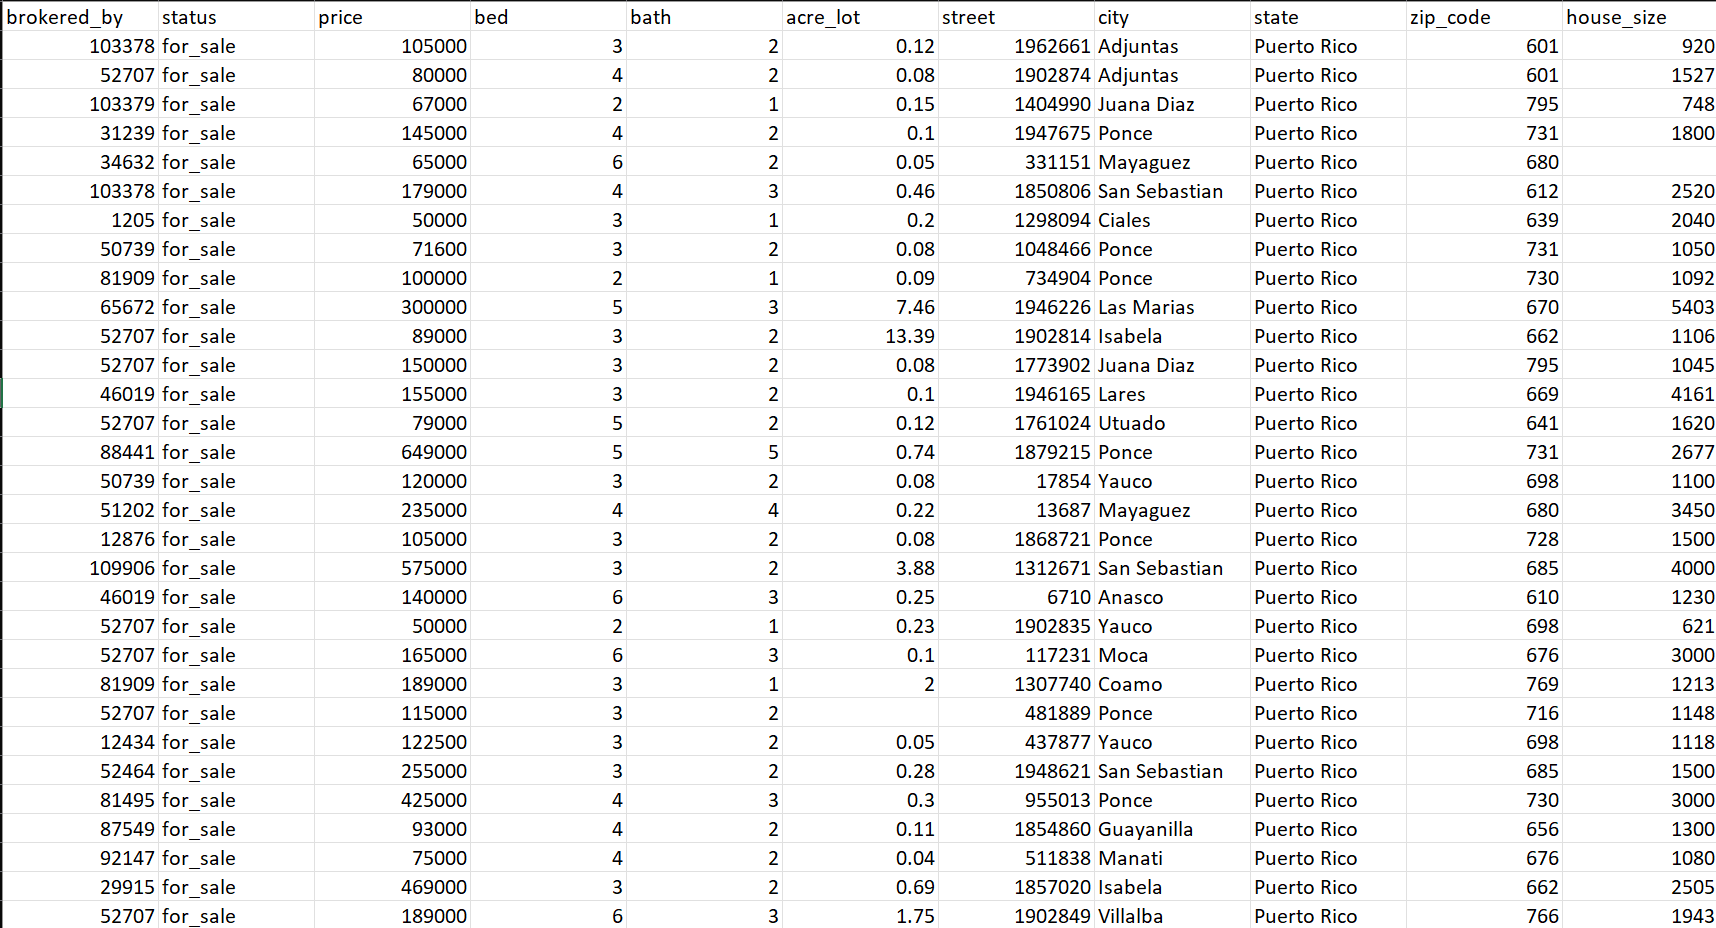 brokered_by status price bed bath acre_lot street city state zip_code house_size
103378 for_sale 105000 3 2 0.12 1962661 Adjuntas Puerto Rico 601 920
52707 for_sale 80000 4 2 0.08 1902874 Adjuntas Puerto Rico 601 1527
103379 for_sale 67000 2 1 0.15 1404990 Juana Diaz Puerto Rico 795 748
31239 for_sale 145000 4 2 0.1 1947675 Ponce Puerto Rico 731 1800
34632 for_sale 65000 6 2 0.05 331151 Mayaguez Puerto Rico 680
103378 for_sale 179000 4 3 0.46 1850806 San Sebastian Puerto Rico 612 2520
1205 for_sale 50000 3 1 0.2 1298094 Ciales Puerto Rico 639 2040
50739 for_sale 71600 3 2 0.08 1048466 Ponce Puerto Rico 731 1050
81909 for_sale 100000 2 1 0.09 734904 Ponce Puerto Rico 730 1092
65672 for_sale 300000 5 3 7.46 1946226 Las Marias Puerto Rico 670 5403
52707 for_sale 89000 3 2 13.39 1902814 Isabela Puerto Rico 662 1106
52707 for_sale 150000 3 2 0.08 1773902 Juana Diaz Puerto Rico 795 1045
46019 for_sale 155000 3 2 0.1 1946165 Lares Puerto Rico 669 4161
52707 for_sale 79000 5 2 0.12 1761024 Utuado Puerto Rico 641 1620
88441 for_sale 649000 5 5 0.74 1879215 Ponce Puerto Rico 731 2677
50739 for_sale 120000 3 2 0.08 17854 Yauco Puerto Rico 698 1100
51202 for_sale 235000 4 4 0.22 13687 Mayaguez Puerto Rico 680 3450
12876 for_sale 105000 3 2 0.08 1868721 Ponce Puerto Rico 728 1500
109906 for_sale 575000 3 2 3.88 1312671 San Sebastian Puerto Rico 685 4000
46019 for_sale 140000 6 3 0.25 6710 Anasco Puerto Rico 610 1230
52707 for_sale 50000 2 1 0.23 1902835 Yauco Puerto Rico 698 621
52707 for_sale 165000 6 3 0.1 117231 Moca Puerto Rico 676 3000
81909 for_sale 189000 3 1 2 1307740 Coamo Puerto Rico 769 1213
52707 for_sale 115000 3 2 481889 Ponce Puerto Rico 716 1148
12434 for_sale 122500 3 2 0.05 437877 Yauco Puerto Rico 698 1118
52464 for_sale 255000 3 2 0.28 1948621 San Sebastian Puerto Rico 685 1500
81495 for_sale 425000 4 3 0.3 955013 Ponce Puerto Rico 730 3000
87549 for_sale 93000 4 2 0.11 1854860 Guayanilla Puerto Rico 656 1300
92147 for_sale 75000 4 2 0.04 511838 Manati Puerto Rico 676 1080
29915 for_sale 469000 3 2 0.69 1857020 Isabela Puerto Rico 662 2505
52707 for_sale 189000 6 3 1.75 1902849 Villalba Puerto Rico 766 1943